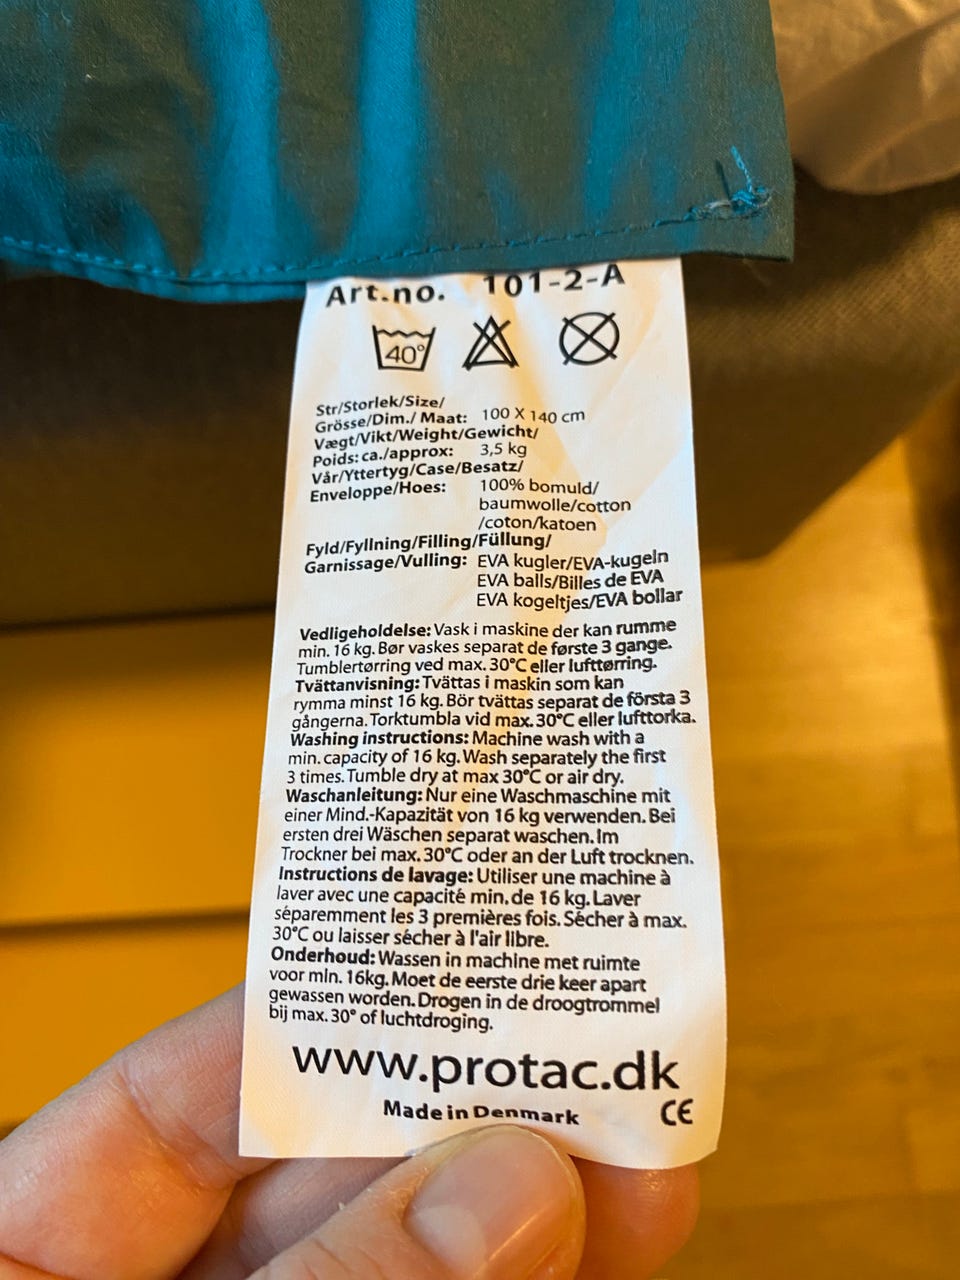 Art.no. 101-2-A
40°
Str/Storlek/Size/
Grösse/Dim./ Maat: 100 X 140 cm
Vægt/Vikt/Weight/Gewicht/
Poids: ca./approx: 3,5 kg
Vår/Yttertyg/Case/Besatz/
Enveloppe/Hoes: 100% bomuld/
baumwolle/cotton
/coton/katoen
Fyld/Fyllning/Filling/Füllung/
Garnissage/Vulling: EVA kugler/EVA-kugeln
EVA balls/Billes de EVA
EVA kogeltjes/EVA bollar
Vedligeholdelse: Vask i maskine der kan rumme
min. 16 kg. Bør vaskes separat de første 3 gange.
Tumblertørring ved max. 30°C eller lufttørring.
Tvättanvisning: Tvättas i maskin som kan
rymma minst 16 kg. Bör tvättas separat de första 3
gångerna. Torktumbla vid max. 30°C eller lufttorka.
Washing instructions: Machine wash with a
min. capacity of 16 kg. Wash separately the first
3 times. Tumble dry at max 30°C or air dry.
Waschanleitung: Nur eine Waschmaschine mit
einer Mind.-Kapazität von 16 kg verwenden. Bei
ersten drei Wäschen separat waschen. Im
Trockner bei max. 30°C oder an der Luft trocknen.
Instructions de lavage: Utiliser une machine à
laver avec une capacité min. de 16 kg. Laver
séparemment les 3 premières fois. Sécher à max.
30°C ou laisser sécher à l'air libre.
Onderhoud: Wassen in machine met ruimte
voor mln. 16kg. Moet de eerste drie keer apart
gewassen worden. Drogen in de droogtrommel
bij max. 30° of luchtdroging.
www.protac.dk
Made in Denmark CE